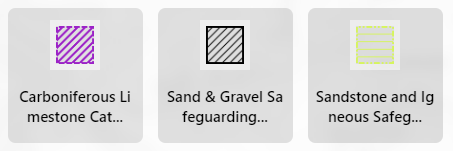 Carboniferous Li
mestone Cat...
Sand & Gravel Sa
feguarding...
Sandstone and Ig
neous Safeg...